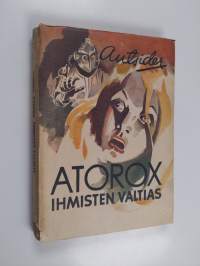 Outsider
ATOROX
IHMISTEN VALTIAS